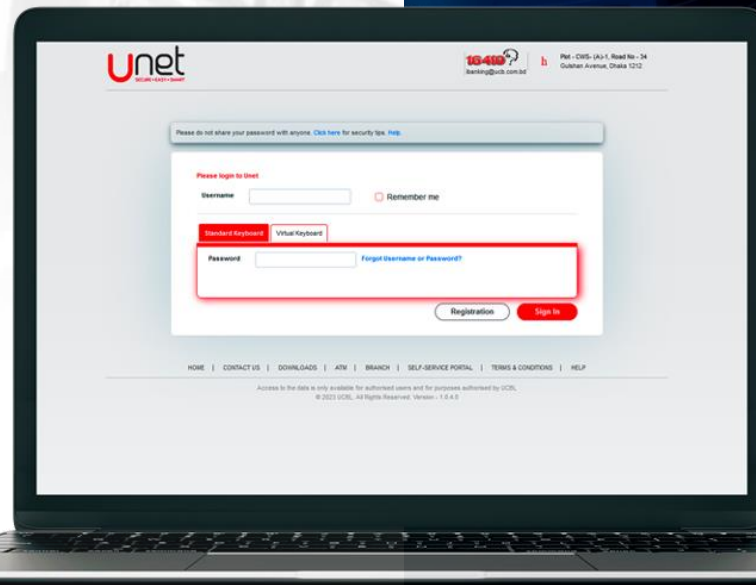 Unet
SECURE • EASY • SMART
16419
ibanking@ucb.com.bd
h
Plot - CWS- (A)-1, Road No - 34
Gulshan Avenue, Dhaka 1212
Please do not share your password with anyone. Click here for security tips. Help.
Please login to Unet
Username
Remember me
Standard Keyboard
Virtual Keyboard
Password
Forgot Username or Password?
Registration
Sign In
HOME | CONTACT US | DOWNLOADS | ATM | BRANCH | SELF-SERVICE PORTAL | TERMS & CONDITIONS | HELP
Access to the data is only available for authorised users and for purposes authorised by UCBL.
© 2023 UCBL. All Rights Reserved. Version - 1.9.4.0